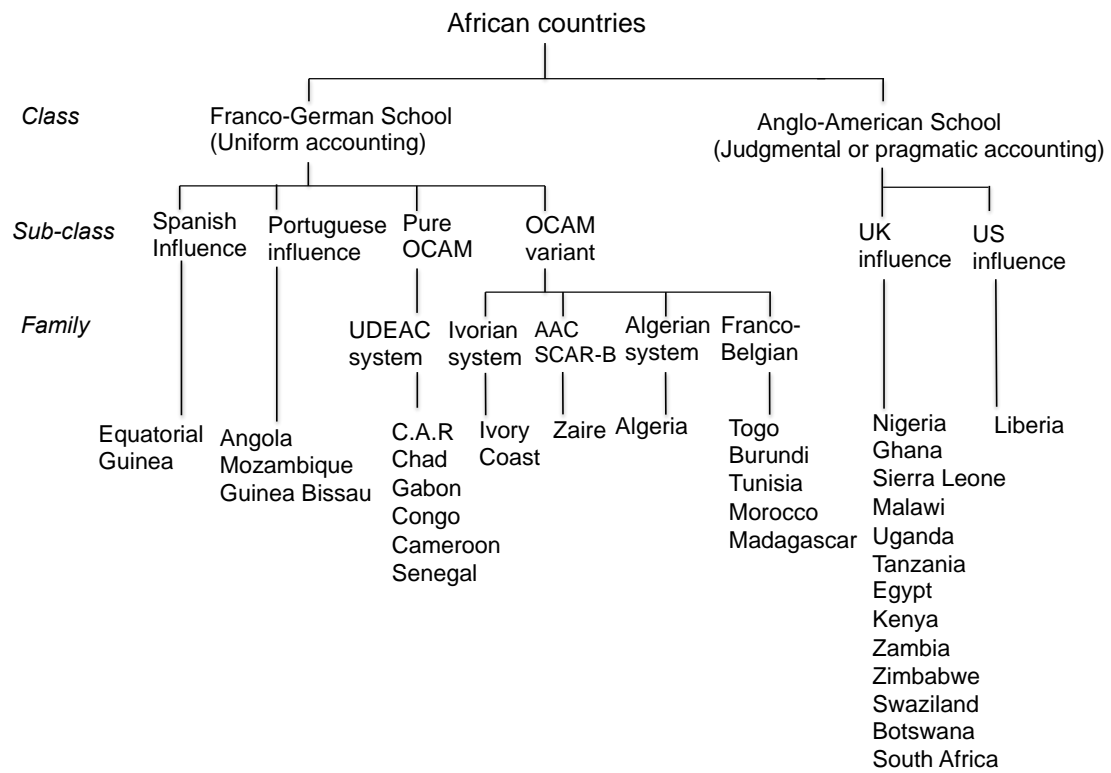 African countries
Class
Franco-German School
(Uniform accounting)
Anglo-American School
(Judgmental or pragmatic accounting)
Sub-class
Spanish
Influence
Portuguese
influence
Pure
OCAM
OCAM
variant
UK
influence
US
influence
Family
UDEAC
system
Ivorian
system
AAC
SCAR-B
Algerian
system
Franco-
Belgian
Equatorial
Guinea
Angola
Mozambique
Guinea Bissau
C.A.R
Chad
Gabon
Congo
Cameroon
Senegal
Ivory
Coast
Zaire
Algeria
Togo
Burundi
Tunisia
Morocco
Madagascar
Nigeria
Ghana
Sierra Leone
Malawi
Uganda
Tanzania
Egypt
Kenya
Zambia
Zimbabwe
Swaziland
Botswana
South Africa
Liberia